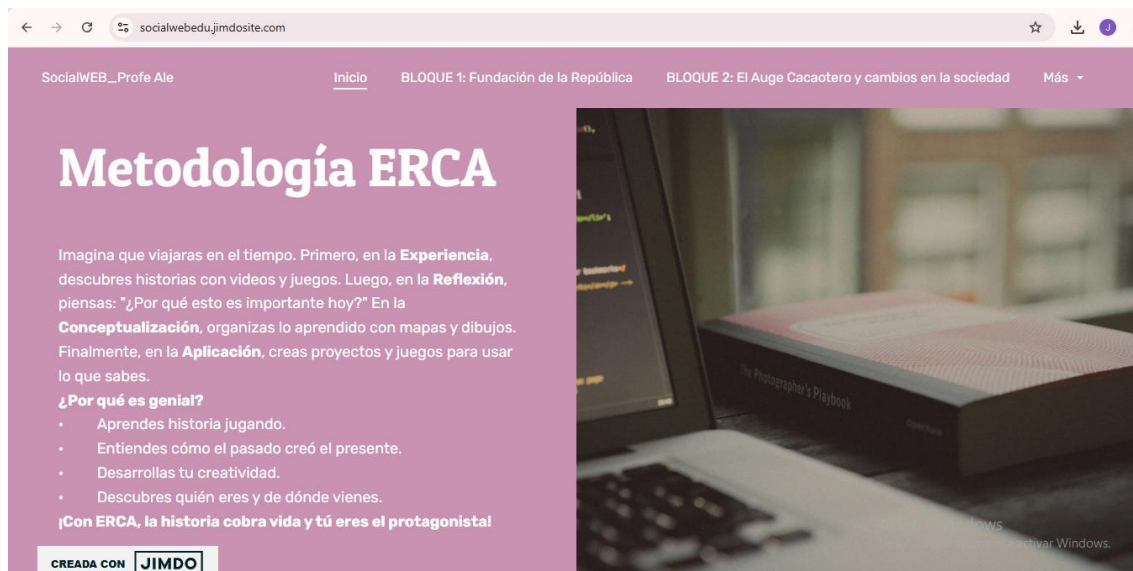 socialwebedu.jimdosite.com
J
SocialWEB_Profe Ale
Inicio
BLOQUE 1: Fundación de la República
BLOQUE 2: El Auge Cacaotero y cambios en la sociedad
Más
Metodología ERCA
Imagina que viajaras en el tiempo. Primero, en la Experiencia,
descubres historias con videos y juegos. Luego, en la Reflexión,
piensas: "¿Por qué esto es importante hoy?" En la
Conceptualización, organizas lo aprendido con mapas y dibujos.
Finalmente, en la Aplicación, creas proyectos y juegos para usar
lo que sabes.
¿Por qué es genial?
• Aprendes historia jugando.
• Entiendes cómo el pasado creó el presente.
• Desarrollas tu creatividad.
• Descubres quién eres y de dónde vienes.
¡Con ERCA, la historia cobra vida y tú eres el protagonista!
CREADA CON JIMDO
The Photographer's Playbook
activar Windows.